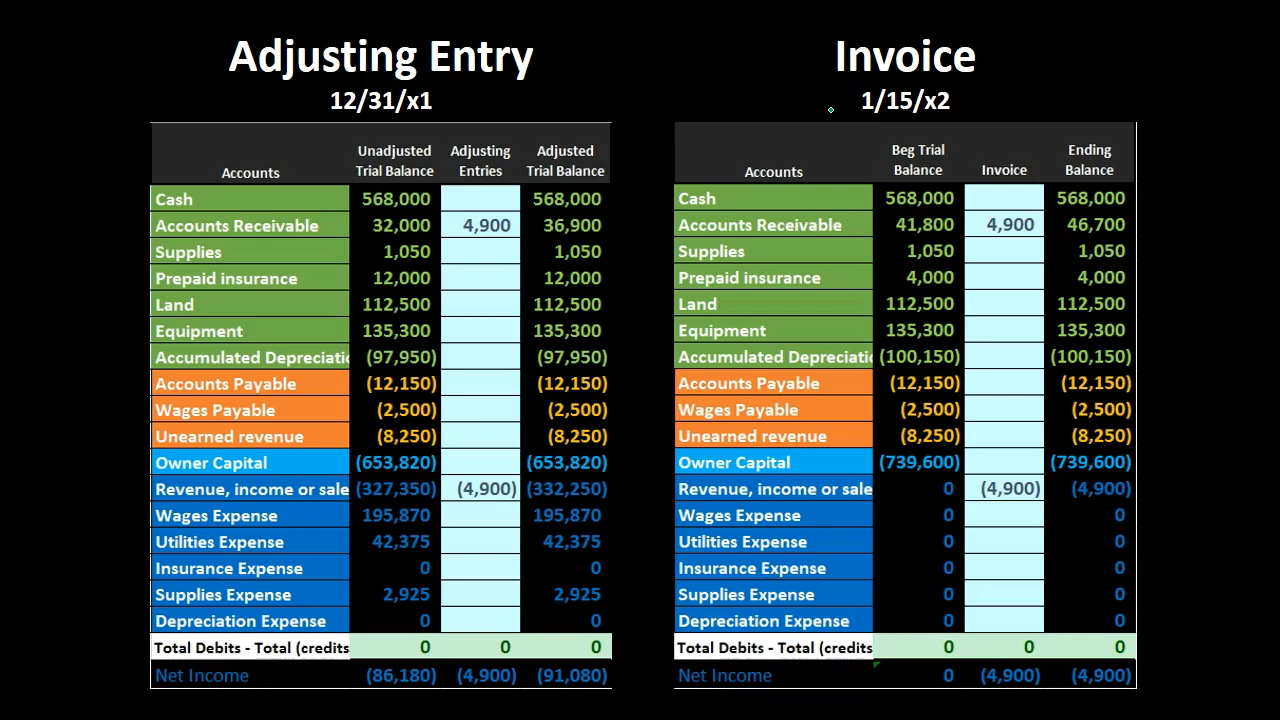 Adjusting Entry
12/31/x1
Accounts Unadjusted Trial Balance Adjusting Entries Adjusted Trial Balance
Cash 568,000 568,000
Accounts Receivable 32,000 4,900 36,900
Supplies 1,050 1,050
Prepaid insurance 12,000 12,000
Land 112,500 112,500
Equipment 135,300 135,300
Accumulated Depreciatio (97,950) (97,950)
Accounts Payable (12,150) (12,150)
Wages Payable (2,500) (2,500)
Unearned revenue (8,250) (8,250)
Owner Capital (653,820) (653,820)
Revenue, income or sale (327,350) (4,900) (332,250)
Wages Expense 195,870 195,870
Utilities Expense 42,375 42,375
Insurance Expense 0 0
Supplies Expense 2,925 2,925
Depreciation Expense 0 0
Total Debits - Total (credits 0 0 0
Net Income (86,180) (4,900) (91,080)
Invoice
1/15/x2
Accounts Beg Trial Balance Invoice Ending Balance
Cash 568,000 568,000
Accounts Receivable 41,800 4,900 46,700
Supplies 1,050 1,050
Prepaid insurance 4,000 4,000
Land 112,500 112,500
Equipment 135,300 135,300
Accumulated Depreciatio (100,150) (100,150)
Accounts Payable (12,150) (12,150)
Wages Payable (2,500) (2,500)
Unearned revenue (8,250) (8,250)
Owner Capital (739,600) (739,600)
Revenue, income or sale 0 (4,900) (4,900)
Wages Expense 0 0
Utilities Expense 0 0
Insurance Expense 0 0
Supplies Expense 0 0
Depreciation Expense 0 0
Total Debits - Total (credits 0 0 0
Net Income 0 (4,900) (4,900)